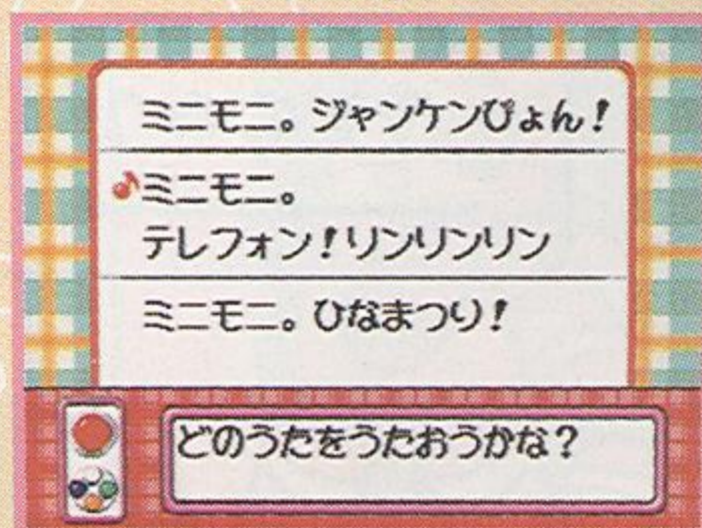 ミニモニ。ジャンケンぴょん!
ミニモニ。
テレフォン!リンリンリン
ミニモニ。ひなまつり!
どのうたをうたおうかな?